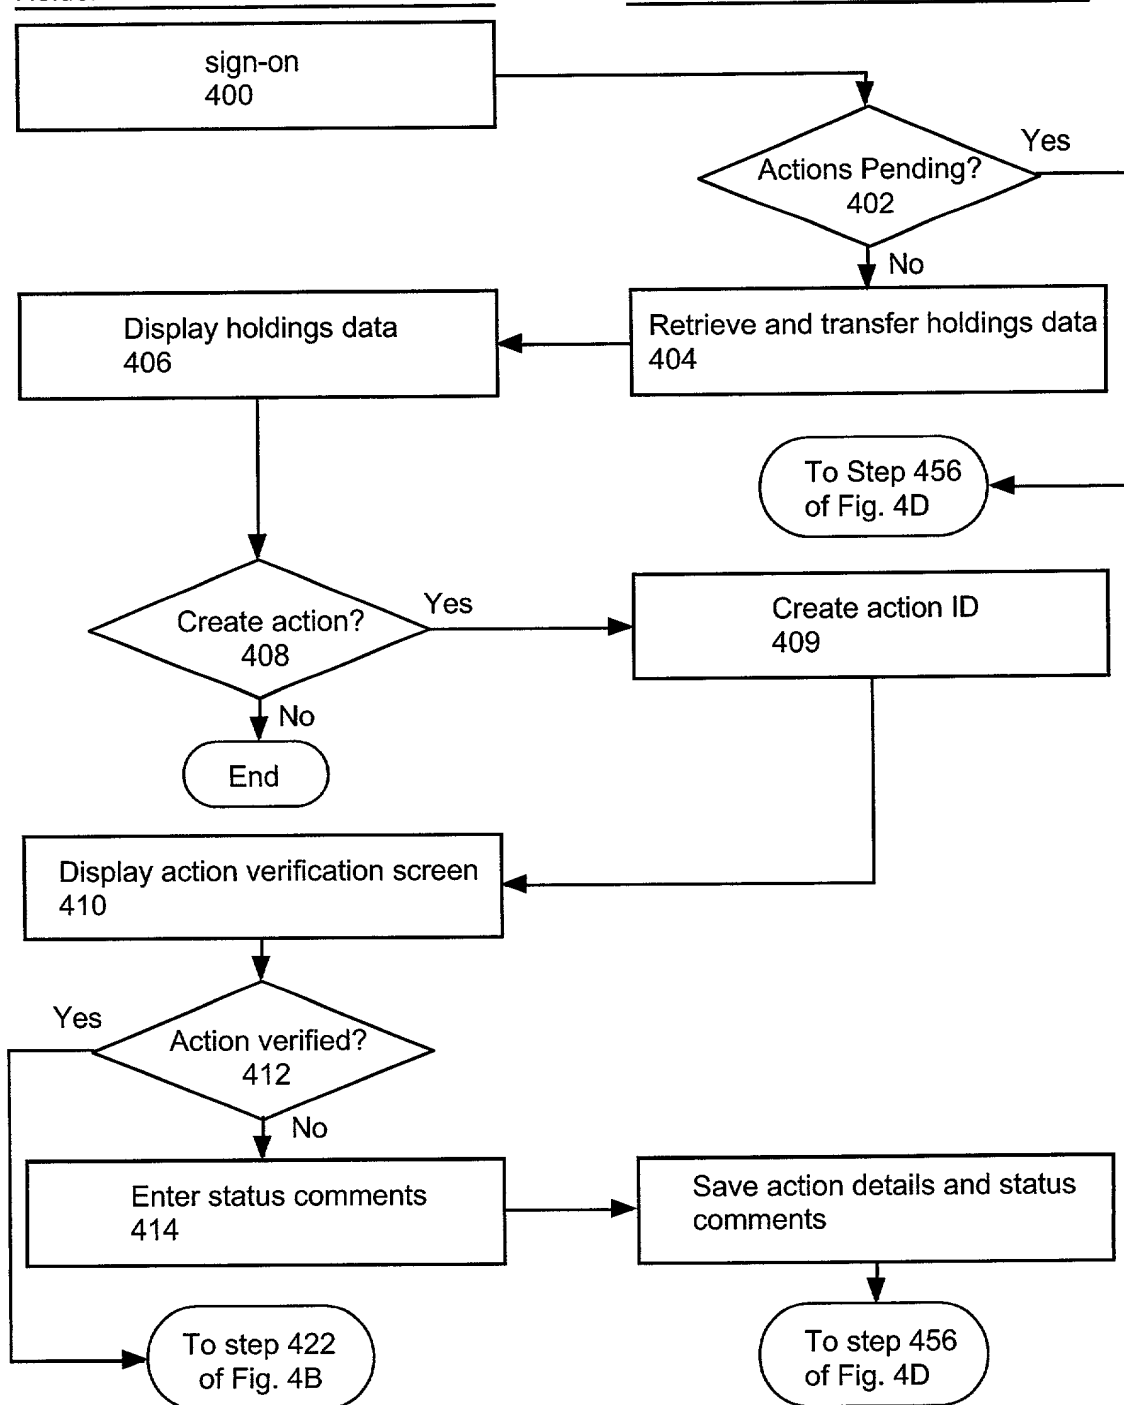 sign-on
400
Yes
Actions Pending?
402
No
Display holdings data
406
Retrieve and transfer holdings data
404
To Step 456
of Fig. 4D
Create action?
408
Yes
Create action ID
409
No
End
Display action verification screen
410
Yes
Action verified?
412
No
Enter status comments
414
Save action details and status
comments
To step 422
of Fig. 4B
To step 456
of Fig. 4D